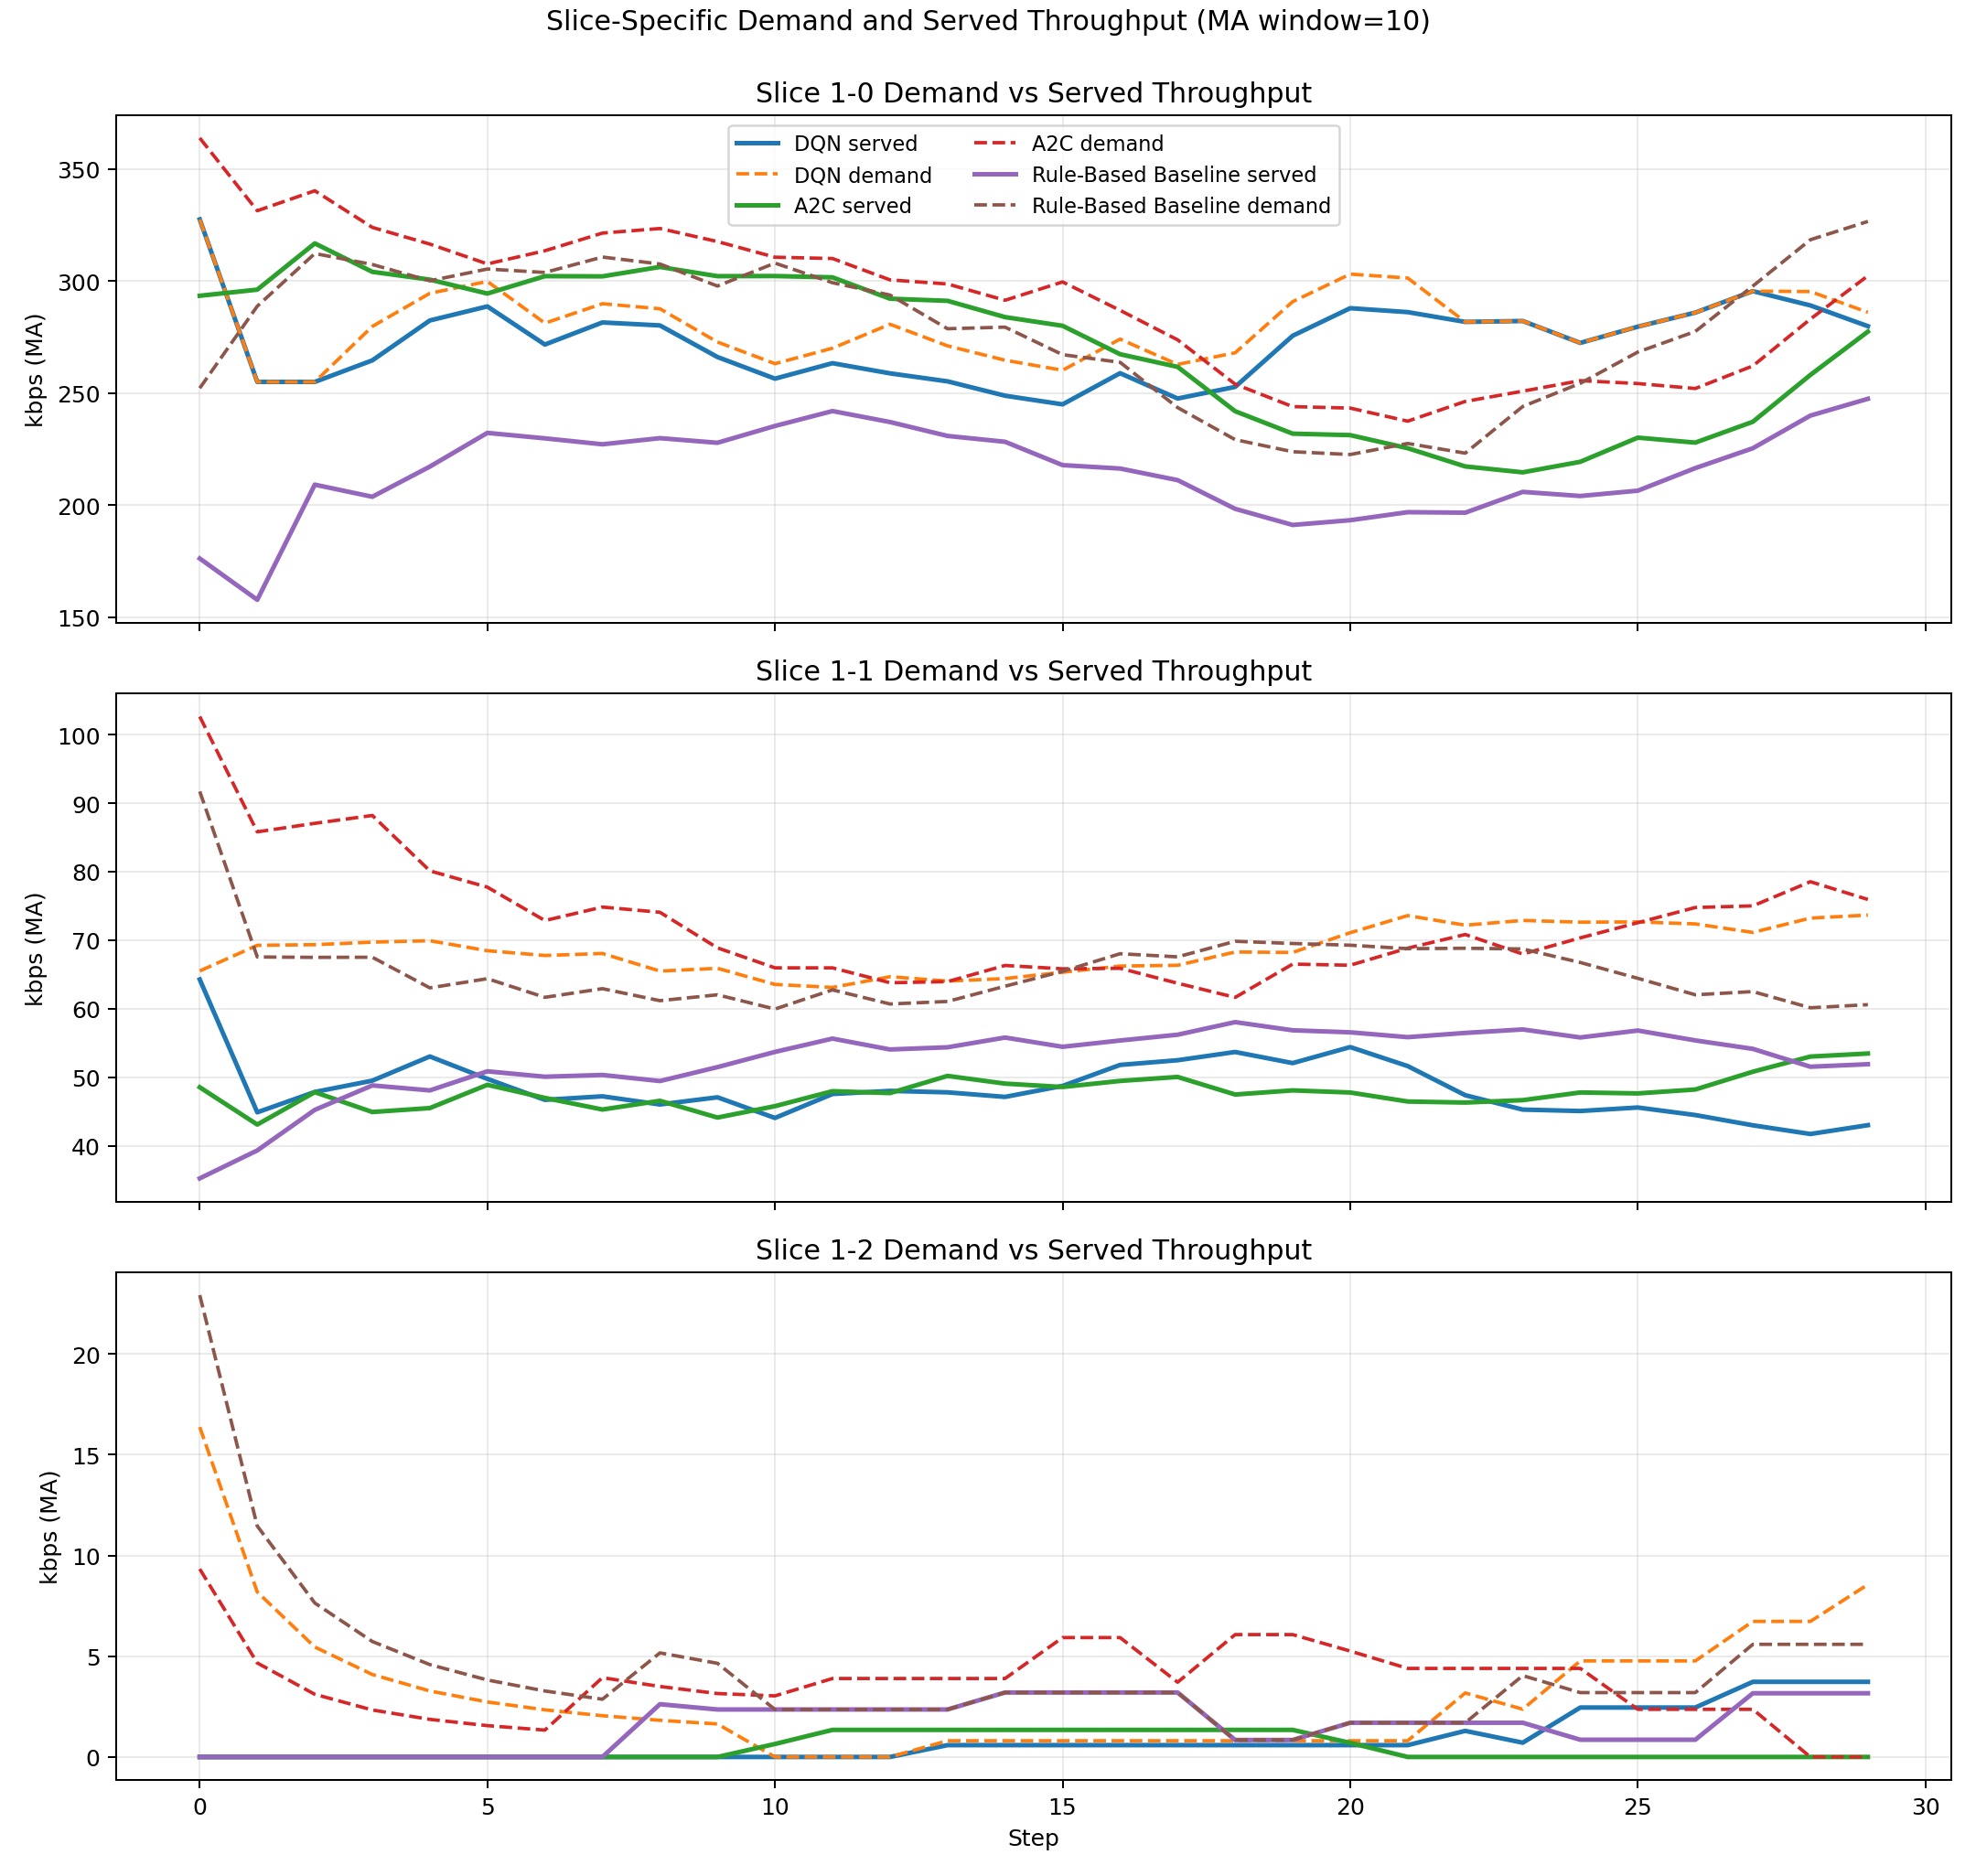 Slice-Specific Demand and Served Throughput (MA window=10)
Slice 1-0 Demand vs Served Throughput
DQN served
DQN demand
A2C served
A2C demand
Rule-Based Baseline served
Rule-Based Baseline demand
350
300
250
200
150
kbps (MA)
Slice 1-1 Demand vs Served Throughput
100
90
80
70
60
50
40
kbps (MA)
Slice 1-2 Demand vs Served Throughput
20
15
10
5
0
kbps (MA)
0 5 10 15 20 25 30
Step